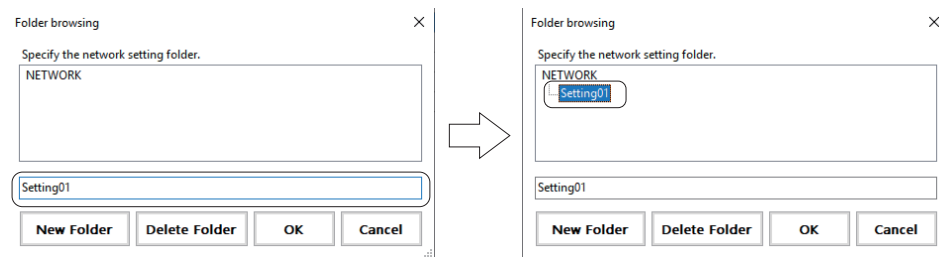 Folder browsing
Specify the network setting folder.
NETWORK
Setting01
New Folder Delete Folder OK Cancel
Folder browsing
Specify the network setting folder.
NETWORK
Setting01
Setting01
New Folder Delete Folder OK Cancel